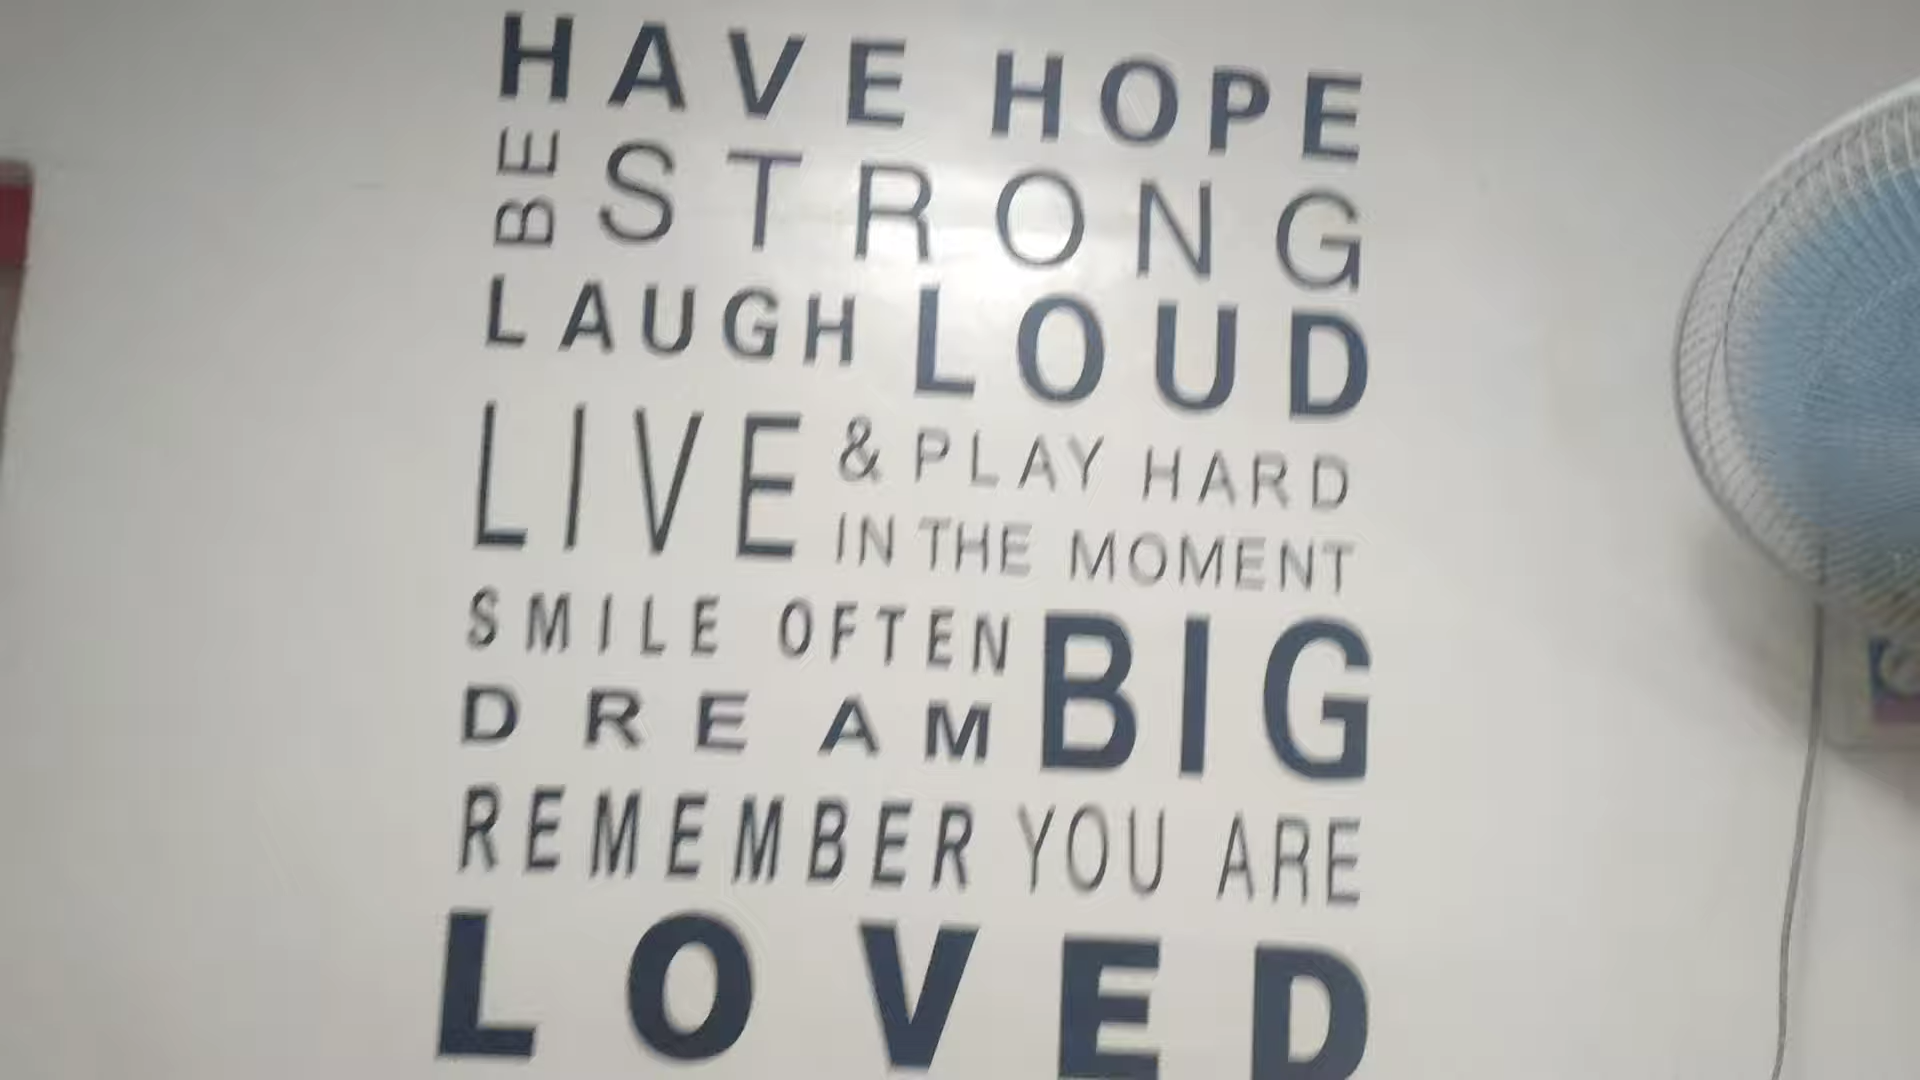 HAVE HOPE
BE STRONG
LAUGH LOUD
LIVE & PLAY HARD
IN THE MOMENT
SMILE OFTEN
DREAM BIG
REMEMBER YOU ARE
LOVED